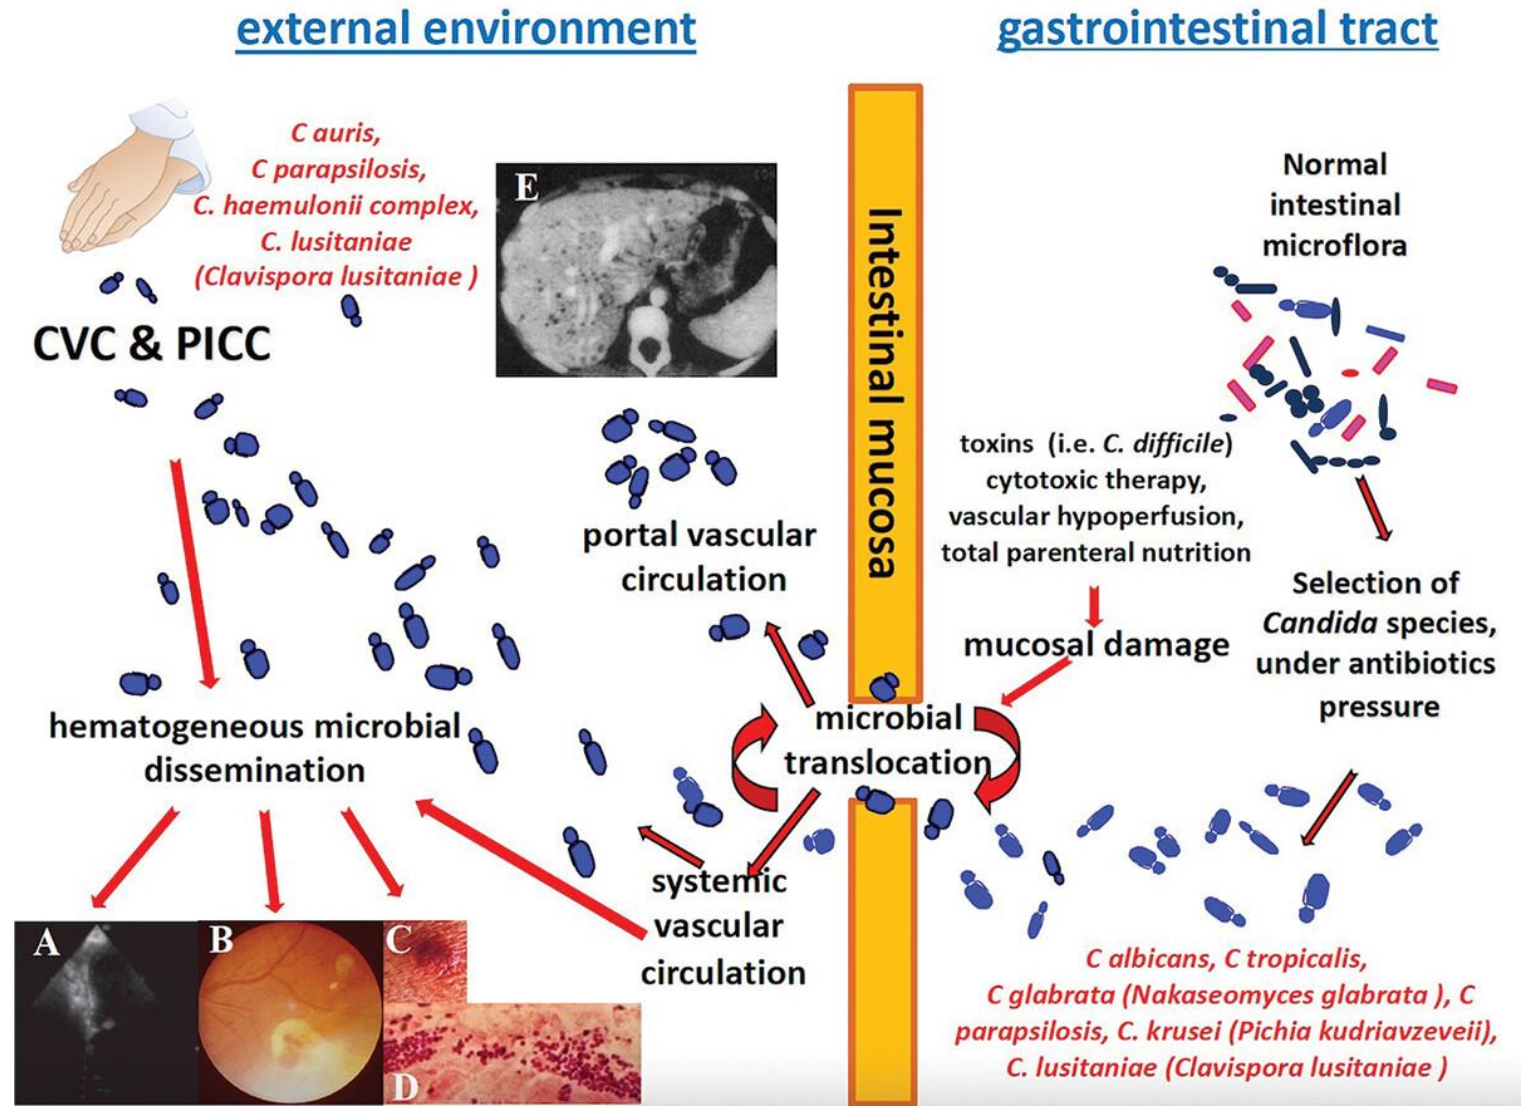 external environment
gastrointestinal tract
C auris,
C parapsilosis,
C. haemulonii complex,
C. lusitaniae
(Clavispora lusitaniae )
CVC & PICC
E
Intestinal mucosa
Normal
intestinal
microflora
toxins (i.e. C. difficile)
cytotoxic therapy,
vascular hypoperfusion,
total parenteral nutrition
portal vascular
circulation
mucosal damage
Selection of
Candida species,
under antibiotics
pressure
microbial
translocation
hematogeneous microbial
dissemination
systemic
vascular
circulation
A
B
C
D
C albicans, C tropicalis,
C glabrata (Nakaseomyces glabrata ), C
parapsilosis, C. krusei (Pichia kudriavzeveii),
C. lusitaniae (Clavispora lusitaniae )